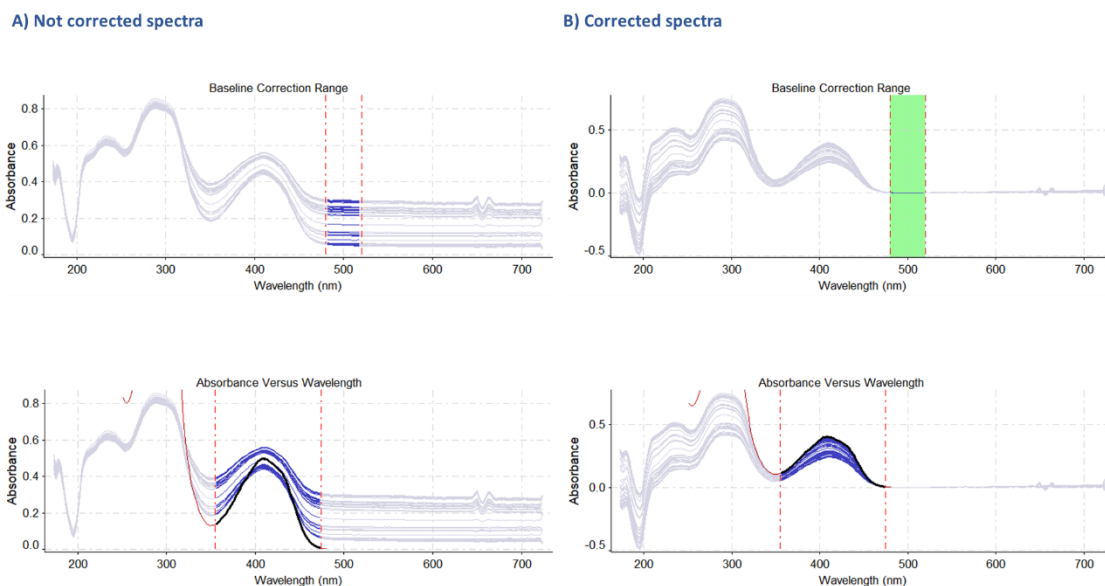 A) Not corrected spectra
B) Corrected spectra
Baseline Correction Range
Absorbance
0.8
0.6
0.4
0.2
0.0
200
300
400
500
600
700
Wavelength (nm)
Baseline Correction Range
Absorbance
0.5
0.0
-0.5
200
300
400
500
600
700
Wavelength (nm)
Absorbance Versus Wavelength
Absorbance
0.8
0.6
0.4
0.2
0.0
200
300
400
500
600
700
Wavelength (nm)
Absorbance Versus Wavelength
Absorbance
0.5
0.0
-0.5
200
300
400
500
600
700
Wavelength (nm)